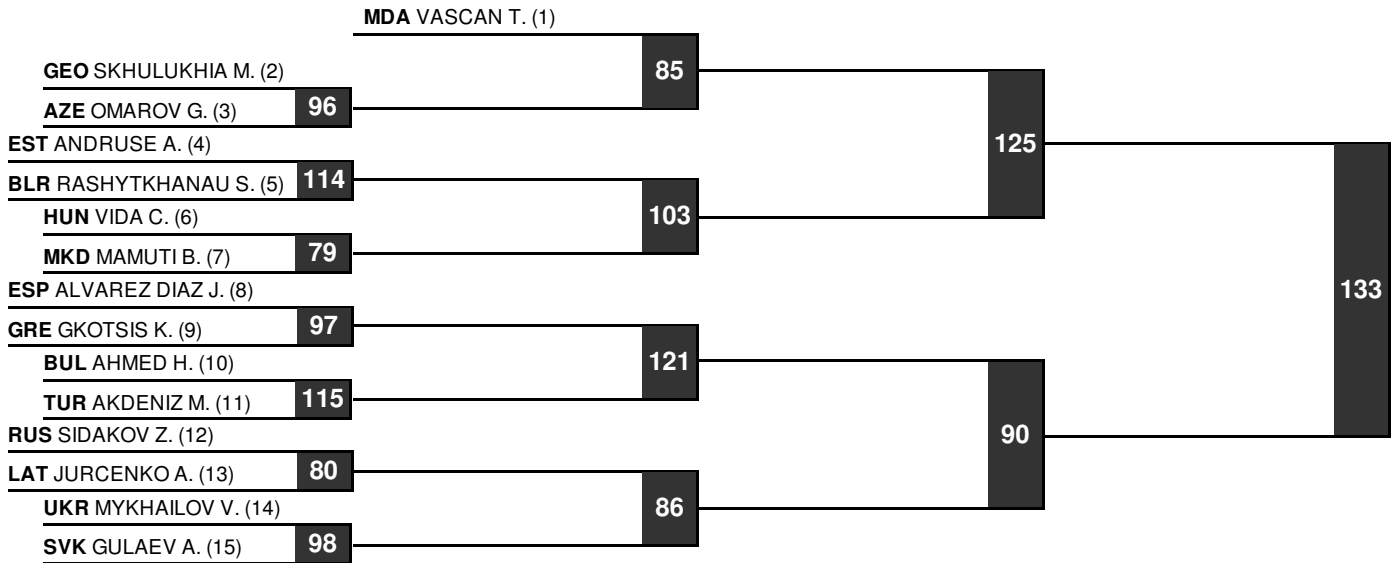 MDA VASCAN T. (1)
85
GEO SKHULUKHIA M. (2)
96
AZE OMAROV G. (3)
125
EST ANDRUSE A. (4)
114
BLR RASHYTKHANAU S. (5)
103
HUN VIDA C. (6)
79
MKD MAMUTI B. (7)
133
ESP ALVAREZ DIAZ J. (8)
97
GRE GKOTSIS K. (9)
121
BUL AHMED H. (10)
115
TUR AKDENIZ M. (11)
90
RUS SIDAKOV Z. (12)
80
LAT JURCENKO A. (13)
86
UKR MYKHAILOV V. (14)
98
SVK GULAEV A. (15)